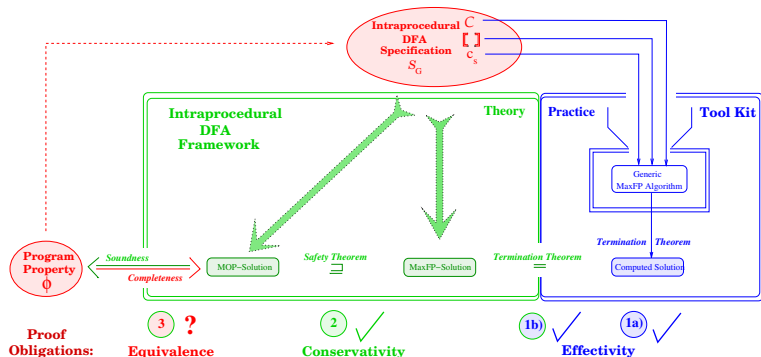 Intraprocedural C
DFA [[ ]]
Specification c_s
S_G
Intraprocedural
DFA
Framework
Theory
Practice
Tool Kit
Generic
MaxFP Algorithm
Termination Theorem
Program
Property
ϕ
Soundness
Completeness
MOP-Solution
Safety Theorem
⊒
MaxFP-Solution
Termination Theorem
=
Computed Solution
Proof
Obligations:
3 ?
Equivalence
2 ✓
Conservativity
1b) ✓
1a) ✓
Effectivity